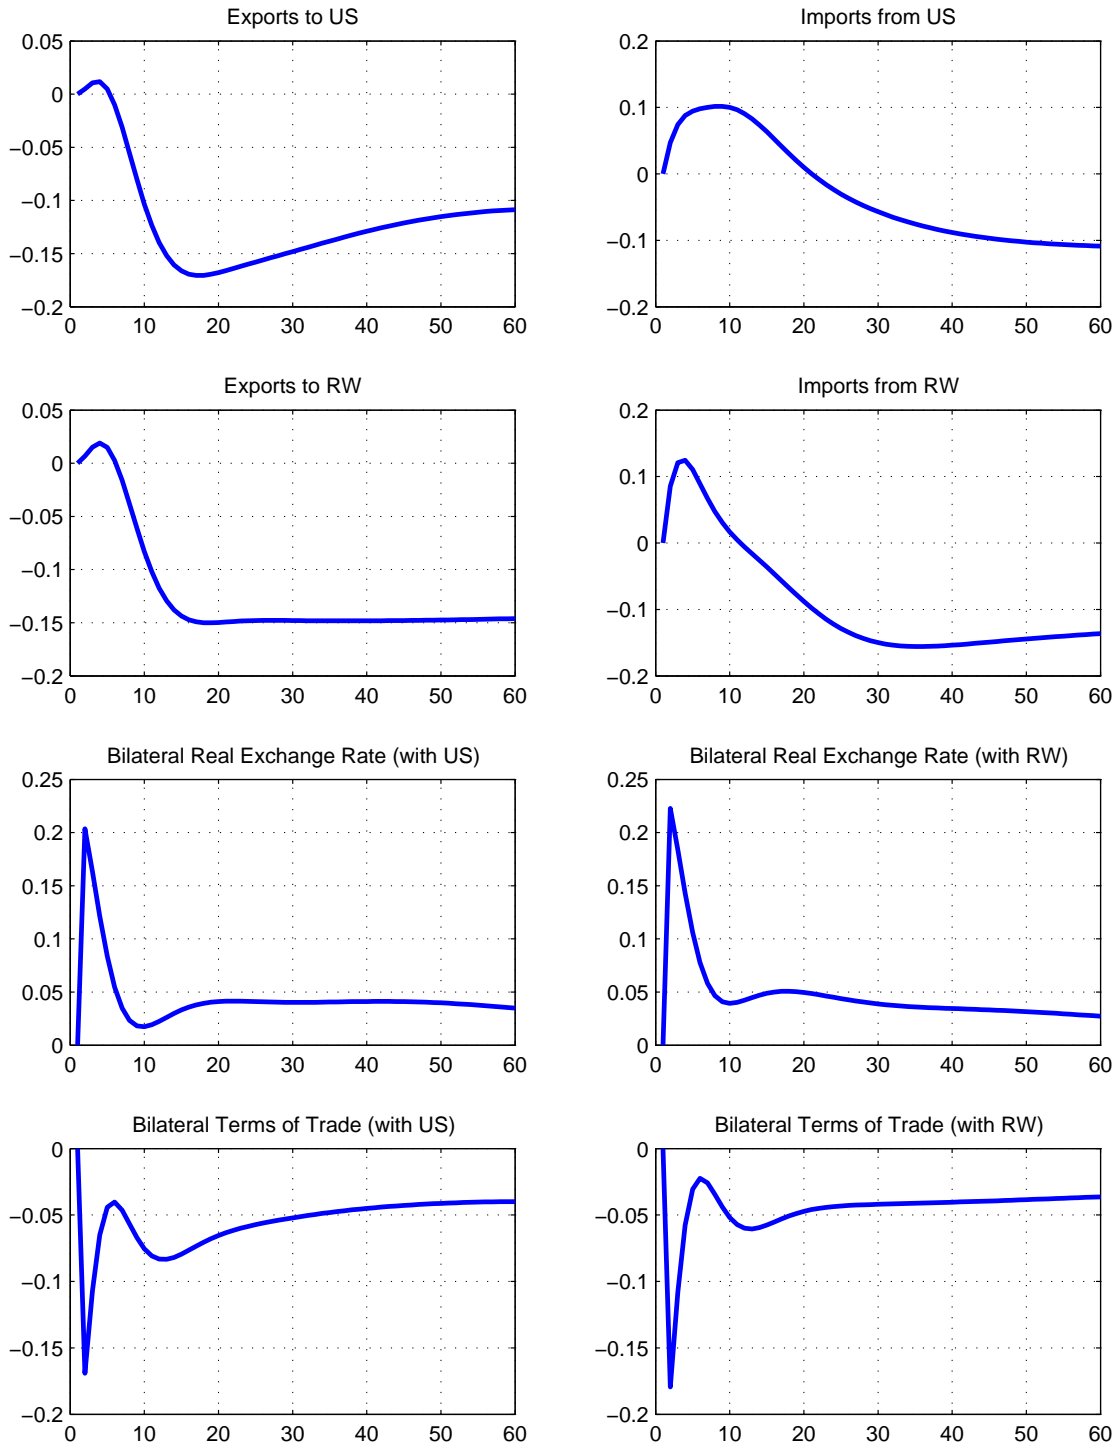 Exports to US
0.05
0
−0.05
−0.1
−0.15
−0.2
0 10 20 30 40 50 60
Imports from US
0.2
0.1
0
−0.1
−0.2
0 10 20 30 40 50 60
Exports to RW
0.05
0
−0.05
−0.1
−0.15
−0.2
0 10 20 30 40 50 60
Imports from RW
0.2
0.1
0
−0.1
−0.2
0 10 20 30 40 50 60
Bilateral Real Exchange Rate (with US)
0.25
0.2
0.15
0.1
0.05
0
0 10 20 30 40 50 60
Bilateral Real Exchange Rate (with RW)
0.25
0.2
0.15
0.1
0.05
0
0 10 20 30 40 50 60
Bilateral Terms of Trade (with US)
0
−0.05
−0.1
−0.15
−0.2
0 10 20 30 40 50 60
Bilateral Terms of Trade (with RW)
0
−0.05
−0.1
−0.15
−0.2
0 10 20 30 40 50 60